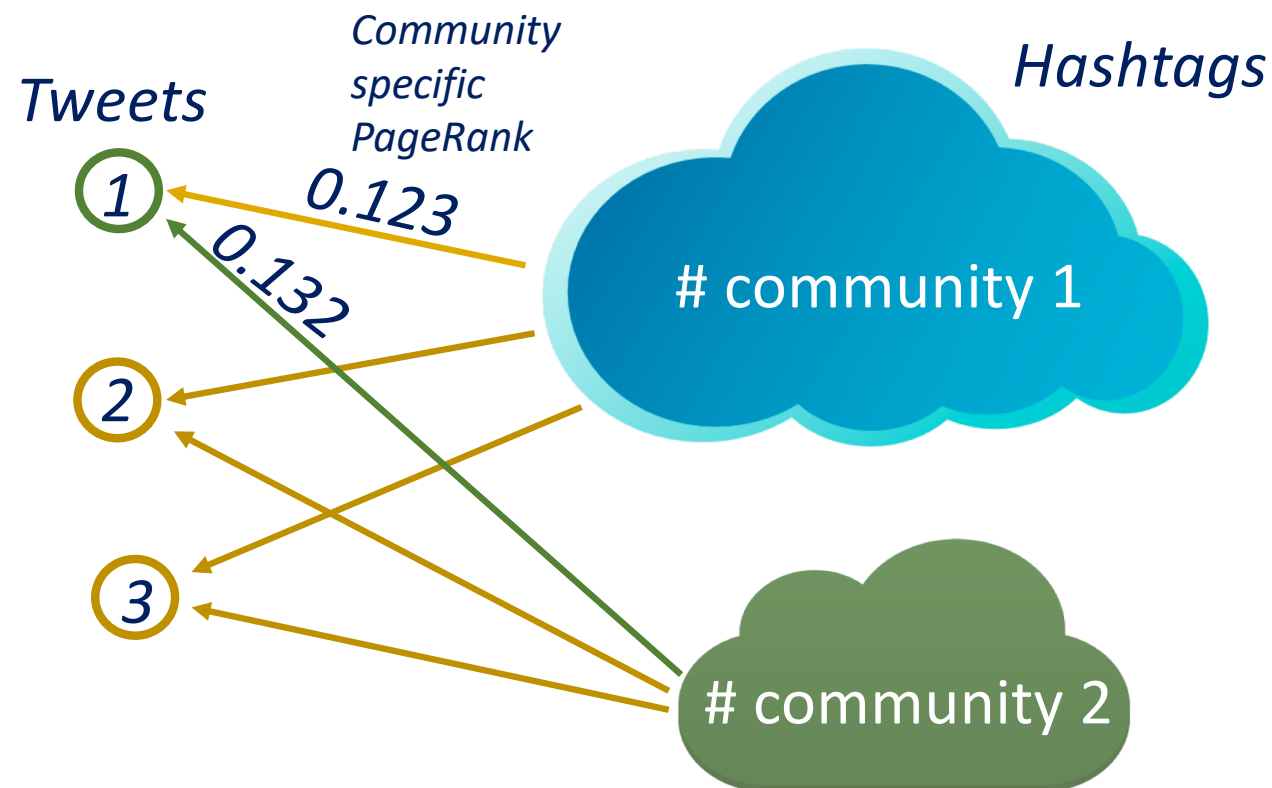 Community
specific
PageRank
Hashtags
Tweets
1
0.123
0.132
# community 1
2
3
# community 2